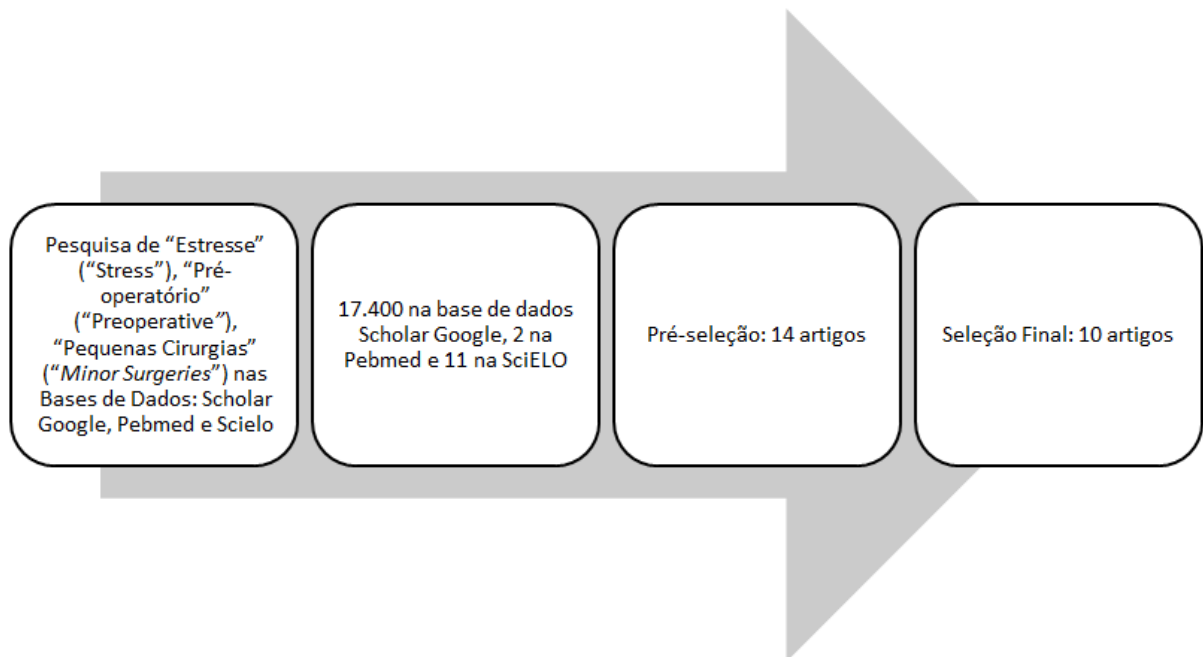 Pesquisa de “Estresse”
(“Stress”), “Pré-
operatório”
(“Preoperative”),
“Pequenas Cirurgias”
(“Minor Surgeries”) nas
Bases de Dados: Scholar
Google, Pebmed e Scielo
17.400 na base de dados
Scholar Google, 2 na
Pebmed e 11 na SciELO
Pré-seleção: 14 artigos
Seleção Final: 10 artigos